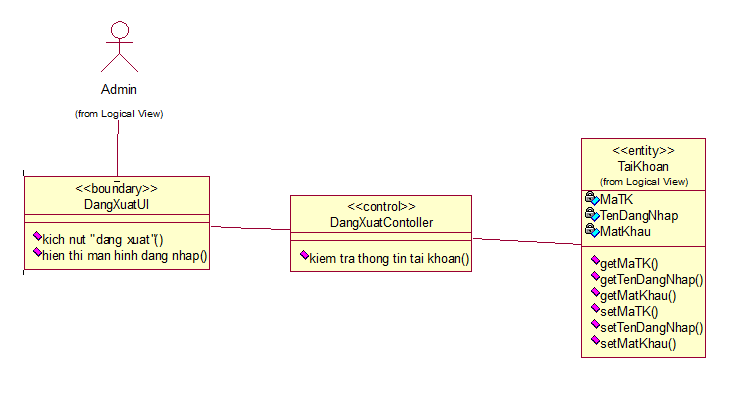 Admin
(from Logical View)
<<boundary>>
DangXuatUI
kich nut "dang xuat"()
hien thi man hinh dang nhap()
<<control>>
DangXuatContoller
kiem tra thong tin tai khoan()
<<entity>>
TaiKhoan
(from Logical View)
MaTK
TenDangNhap
MatKhau
getMaTK()
getTenDangNhap()
getMatKhau()
setMaTK()
setTenDangNhap()
setMatKhau()